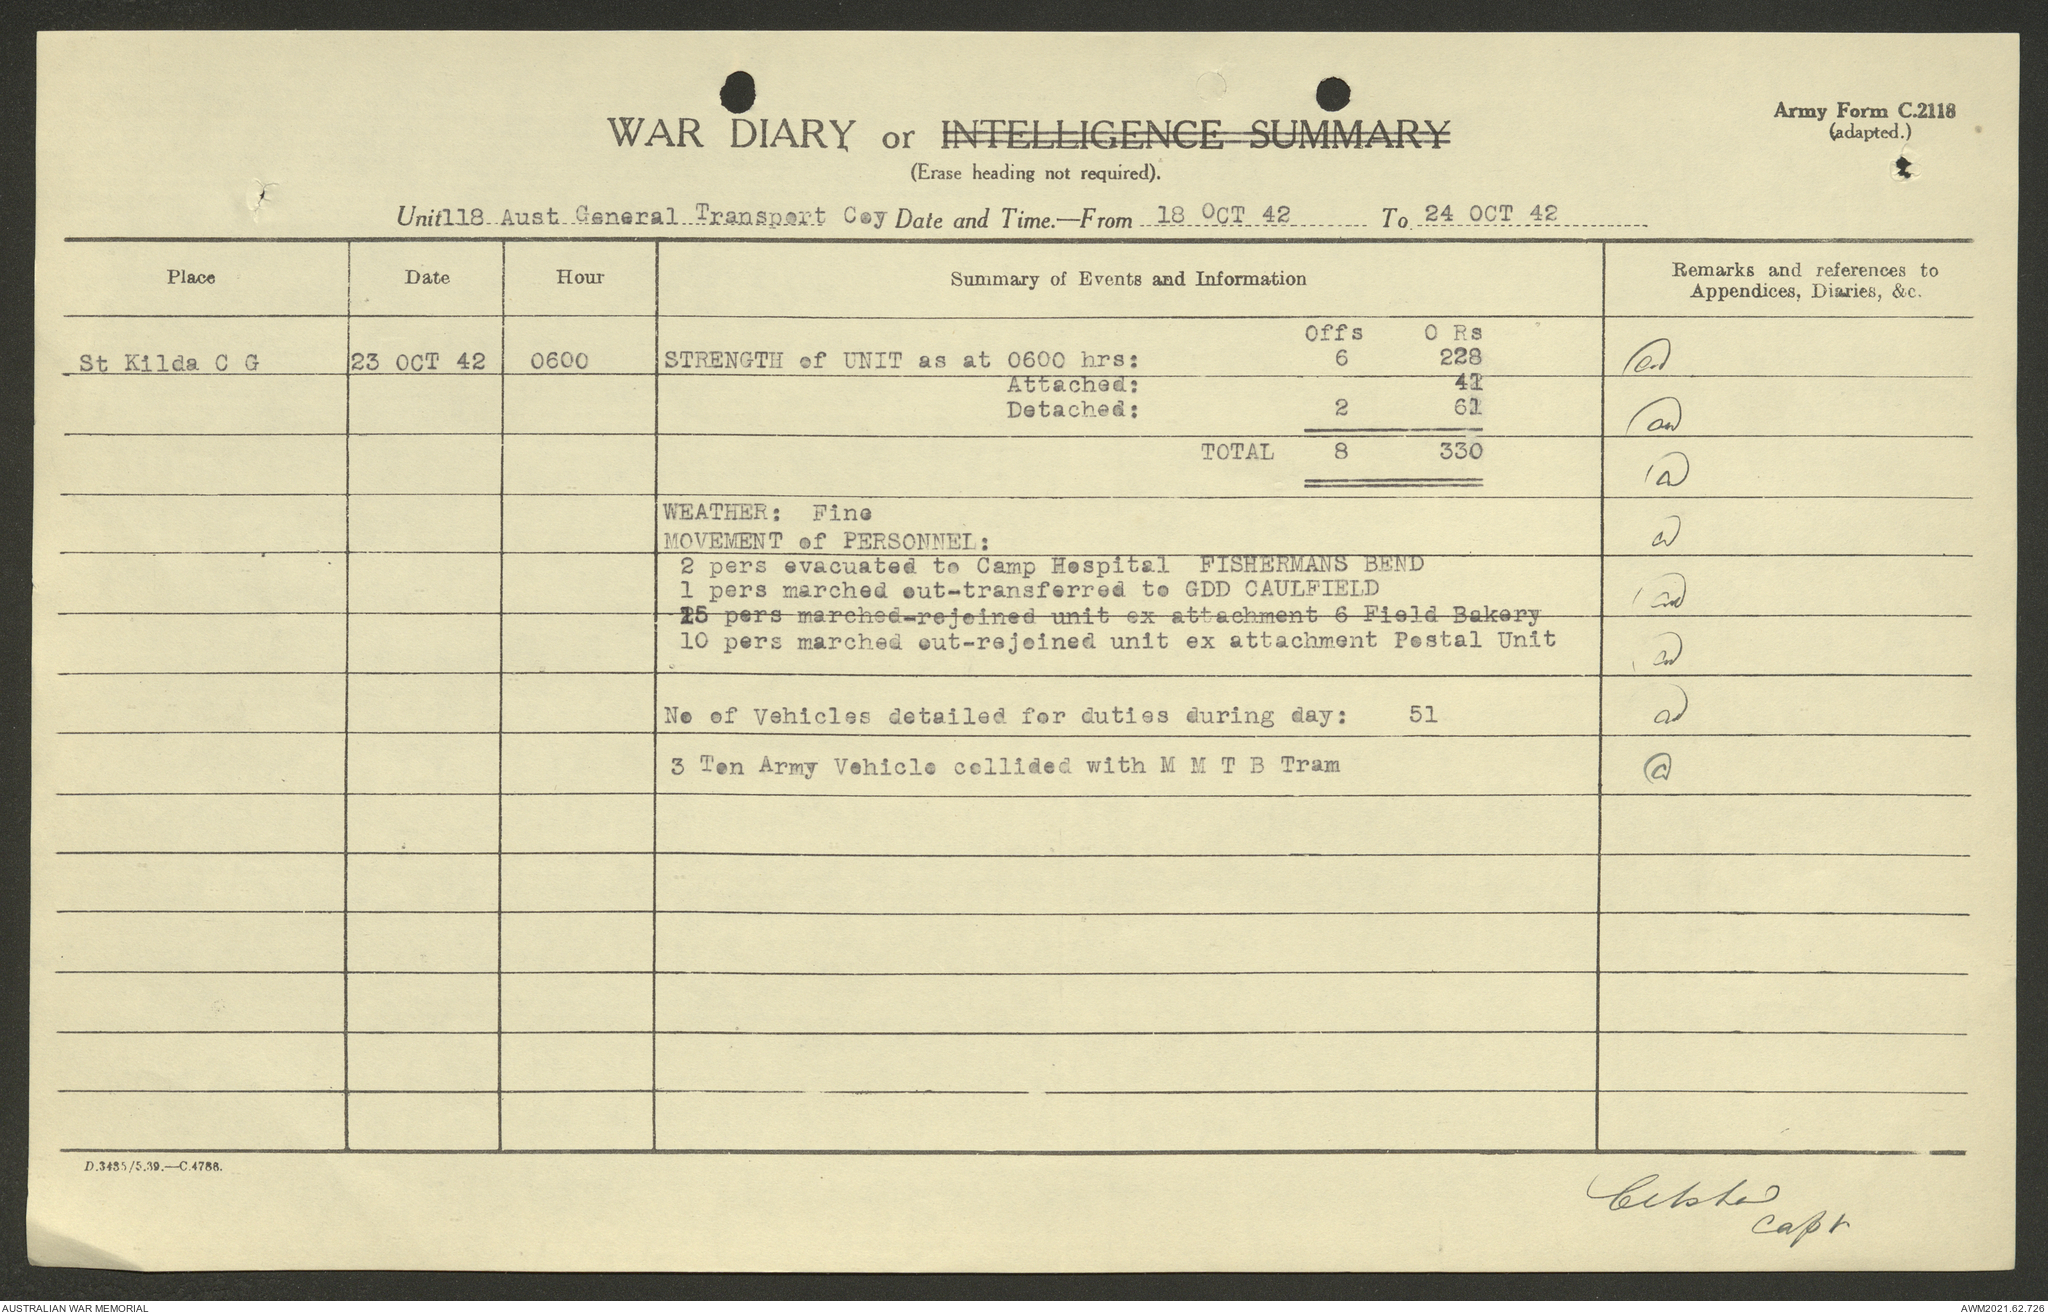 Army Form C.2118
(adapted.)
WAR DIARY or INTELLIGENCE SUMMARY
(Erase heading not required).
Unit 118 Aust General Transport Coy Date and Time.—From 18 OCT 42 To 24 OCT 42
Place Date Hour Summary of Events and Information Remarks and references to Appendices, Diaries, &c.
Offs O Rs
St Kilda C G 23 OCT 42 0600 STRENGTH of UNIT as at 0600 hrs: 6 228
Attached: 41
Detached: 2 61
TOTAL 8 330
WEATHER: Fine
MOVEMENT of PERSONNEL:
2 pers evacuated to Camp Hospital FISHERMANS BEND
1 pers marched out-transferred to GDD CAULFIELD
15 pers marched-rejoined unit ex attachment 6 Field Bakery
10 pers marched out-rejoined unit ex attachment Postal Unit
No of Vehicles detailed for duties during day: 51
3 Ton Army Vehicle collided with M M T B Tram
D.3435/5.39.—C.4786.
Capt
AUSTRALIAN WAR MEMORIAL
AWM2021.62.726